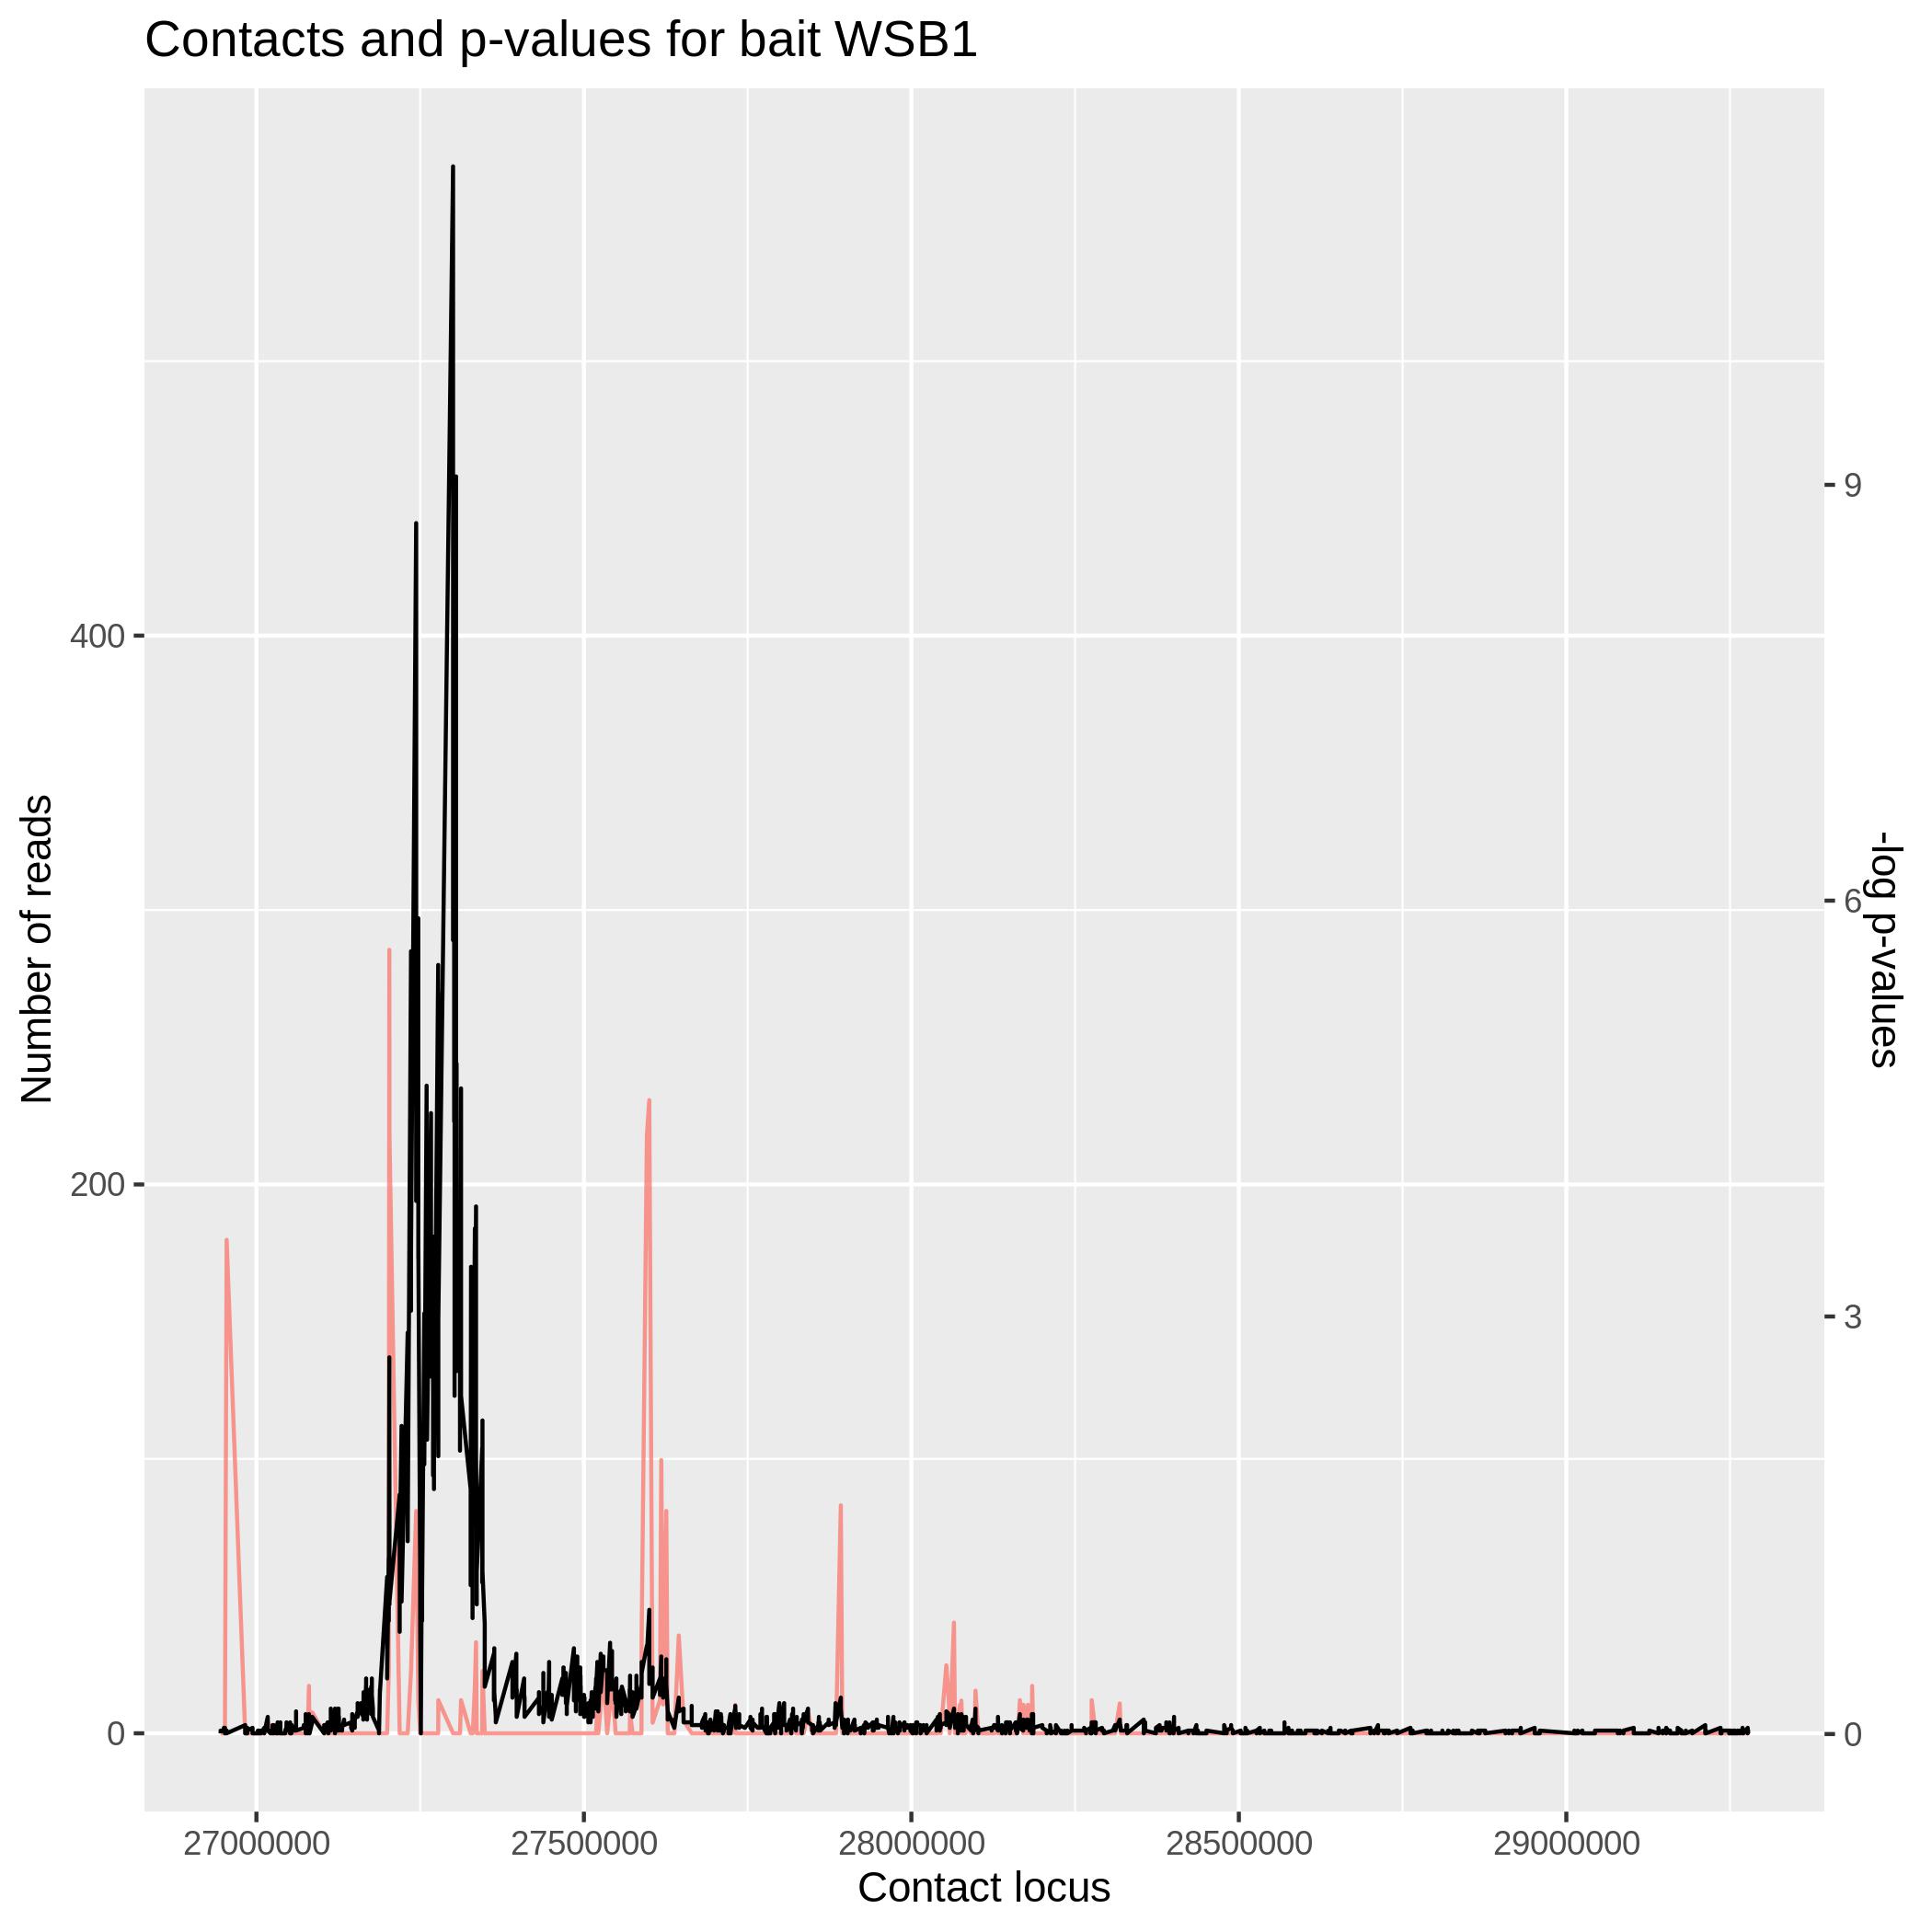 Contacts and p-values for bait WSB1
Number of reads
400
200
0
9
6
3
0
-log p-values
27000000 27500000 28000000 28500000 29000000
Contact locus